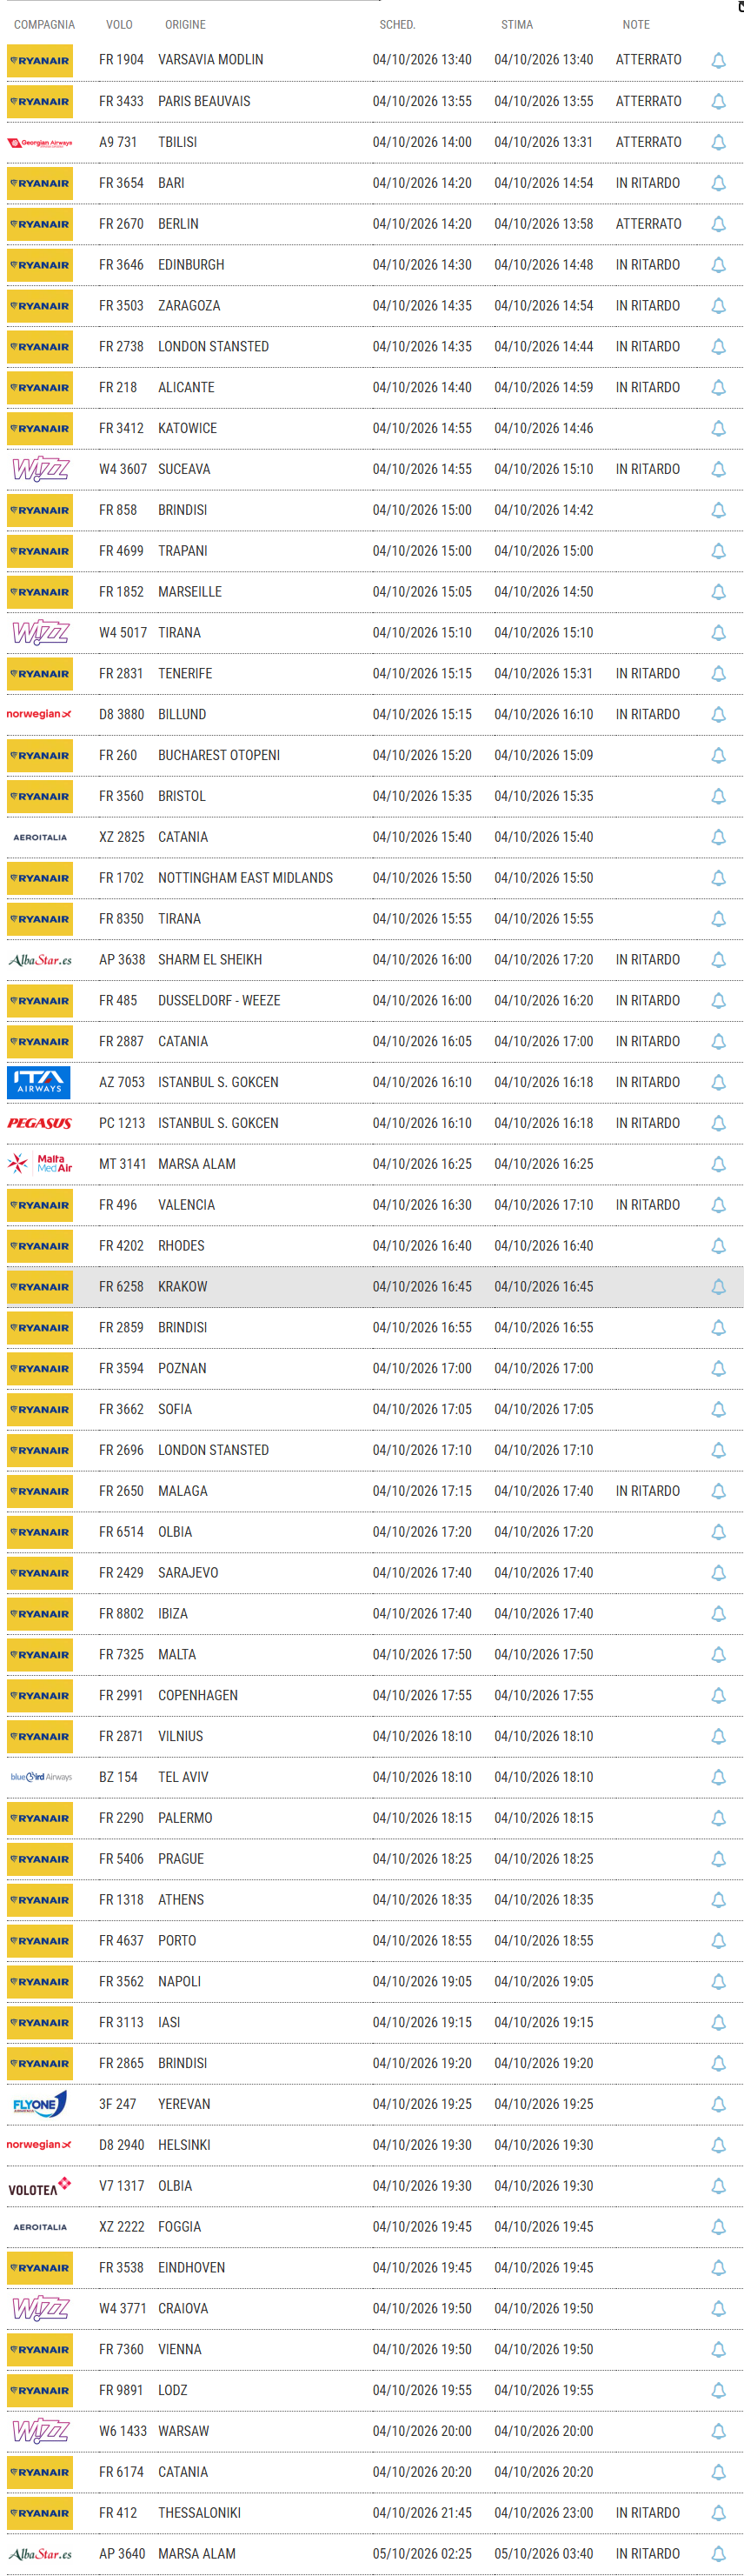 COMPAGNIA VOLO ORIGINE SCHED. STIMA NOTE
RYANAIR FR 1904 VARSAVIA MODLIN 04/10/2026 13:40 04/10/2026 13:40 ATTERRATO
RYANAIR FR 3433 PARIS BEAUVAIS 04/10/2026 13:55 04/10/2026 13:55 ATTERRATO
Georgian Airways A9 731 TBILISI 04/10/2026 14:00 04/10/2026 13:31 ATTERRATO
RYANAIR FR 3654 BARI 04/10/2026 14:20 04/10/2026 14:54 IN RITARDO
RYANAIR FR 2670 BERLIN 04/10/2026 14:20 04/10/2026 13:58 ATTERRATO
RYANAIR FR 3646 EDINBURGH 04/10/2026 14:30 04/10/2026 14:48 IN RITARDO
RYANAIR FR 3503 ZARAGOZA 04/10/2026 14:35 04/10/2026 14:54 IN RITARDO
RYANAIR FR 2738 LONDON STANSTED 04/10/2026 14:35 04/10/2026 14:44 IN RITARDO
RYANAIR FR 218 ALICANTE 04/10/2026 14:40 04/10/2026 14:59 IN RITARDO
RYANAIR FR 3412 KATOWICE 04/10/2026 14:55 04/10/2026 14:46
WIZZ W4 3607 SUCEAVA 04/10/2026 14:55 04/10/2026 15:10 IN RITARDO
RYANAIR FR 858 BRINDISI 04/10/2026 15:00 04/10/2026 14:42
RYANAIR FR 4699 TRAPANI 04/10/2026 15:00 04/10/2026 15:00
RYANAIR FR 1852 MARSEILLE 04/10/2026 15:05 04/10/2026 14:50
WIZZ W4 5017 TIRANA 04/10/2026 15:10 04/10/2026 15:10
RYANAIR FR 2831 TENERIFE 04/10/2026 15:15 04/10/2026 15:31 IN RITARDO
norwegian D8 3880 BILLUND 04/10/2026 15:15 04/10/2026 16:10 IN RITARDO
RYANAIR FR 260 BUCHAREST OTOPENI 04/10/2026 15:20 04/10/2026 15:09
RYANAIR FR 3560 BRISTOL 04/10/2026 15:35 04/10/2026 15:35
AEROITALIA XZ 2825 CATANIA 04/10/2026 15:40 04/10/2026 15:40
RYANAIR FR 1702 NOTTINGHAM EAST MIDLANDS 04/10/2026 15:50 04/10/2026 15:50
RYANAIR FR 8350 TIRANA 04/10/2026 15:55 04/10/2026 15:55
AlbaStar.es AP 3638 SHARM EL SHEIKH 04/10/2026 16:00 04/10/2026 17:20 IN RITARDO
RYANAIR FR 485 DUSSELDORF - WEEZE 04/10/2026 16:00 04/10/2026 16:20 IN RITARDO
RYANAIR FR 2887 CATANIA 04/10/2026 16:05 04/10/2026 17:00 IN RITARDO
ITA AIRWAYS AZ 7053 ISTANBUL S. GOKCEN 04/10/2026 16:10 04/10/2026 16:18 IN RITARDO
PEGASUS PC 1213 ISTANBUL S. GOKCEN 04/10/2026 16:10 04/10/2026 16:18 IN RITARDO
Malta MedAir MT 3141 MARSA ALAM 04/10/2026 16:25 04/10/2026 16:25
RYANAIR FR 496 VALENCIA 04/10/2026 16:30 04/10/2026 17:10 IN RITARDO
RYANAIR FR 4202 RHODES 04/10/2026 16:40 04/10/2026 16:40
RYANAIR FR 6258 KRAKOW 04/10/2026 16:45 04/10/2026 16:45
RYANAIR FR 2859 BRINDISI 04/10/2026 16:55 04/10/2026 16:55
RYANAIR FR 3594 POZNAN 04/10/2026 17:00 04/10/2026 17:00
RYANAIR FR 3662 SOFIA 04/10/2026 17:05 04/10/2026 17:05
RYANAIR FR 2696 LONDON STANSTED 04/10/2026 17:10 04/10/2026 17:10
RYANAIR FR 2650 MALAGA 04/10/2026 17:15 04/10/2026 17:40 IN RITARDO
RYANAIR FR 6514 OLBIA 04/10/2026 17:20 04/10/2026 17:20
RYANAIR FR 2429 SARAJEVO 04/10/2026 17:40 04/10/2026 17:40
RYANAIR FR 8802 IBIZA 04/10/2026 17:40 04/10/2026 17:40
RYANAIR FR 7325 MALTA 04/10/2026 17:50 04/10/2026 17:50
RYANAIR FR 2991 COPENHAGEN 04/10/2026 17:55 04/10/2026 17:55
RYANAIR FR 2871 VILNIUS 04/10/2026 18:10 04/10/2026 18:10
blueBird Airways BZ 154 TEL AVIV 04/10/2026 18:10 04/10/2026 18:10
RYANAIR FR 2290 PALERMO 04/10/2026 18:15 04/10/2026 18:15
RYANAIR FR 5406 PRAGUE 04/10/2026 18:25 04/10/2026 18:25
RYANAIR FR 1318 ATHENS 04/10/2026 18:35 04/10/2026 18:35
RYANAIR FR 4637 PORTO 04/10/2026 18:55 04/10/2026 18:55
RYANAIR FR 3562 NAPOLI 04/10/2026 19:05 04/10/2026 19:05
RYANAIR FR 3113 IASI 04/10/2026 19:15 04/10/2026 19:15
RYANAIR FR 2865 BRINDISI 04/10/2026 19:20 04/10/2026 19:20
FLYONE 3F 247 YEREVAN 04/10/2026 19:25 04/10/2026 19:25
norwegian D8 2940 HELSINKI 04/10/2026 19:30 04/10/2026 19:30
VOLOTEA V7 1317 OLBIA 04/10/2026 19:30 04/10/2026 19:30
AEROITALIA XZ 2222 FOGGIA 04/10/2026 19:45 04/10/2026 19:45
RYANAIR FR 3538 EINDHOVEN 04/10/2026 19:45 04/10/2026 19:45
WIZZ W4 3771 CRAIOVA 04/10/2026 19:50 04/10/2026 19:50
RYANAIR FR 7360 VIENNA 04/10/2026 19:50 04/10/2026 19:50
RYANAIR FR 9891 LODZ 04/10/2026 19:55 04/10/2026 19:55
WIZZ W6 1433 WARSAW 04/10/2026 20:00 04/10/2026 20:00
RYANAIR FR 6174 CATANIA 04/10/2026 20:20 04/10/2026 20:20
RYANAIR FR 412 THESSALONIKI 04/10/2026 21:45 04/10/2026 23:00 IN RITARDO
AlbaStar.es AP 3640 MARSA ALAM 05/10/2026 02:25 05/10/2026 03:40 IN RITARDO